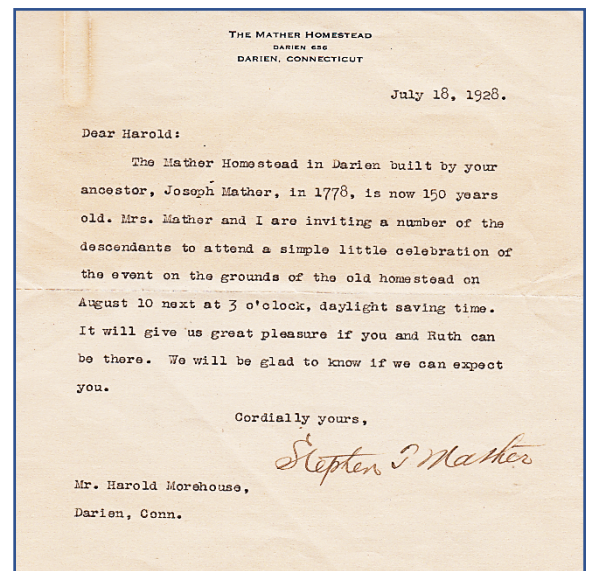 THE MATHER HOMESTEAD
DARIEN 636
DARIEN, CONNECTICUT
July 18, 1928.
Dear Harold:
The Mather Homestead in Darien built by your
ancestor, Joseph Mather, in 1778, is now 150 years
old. Mrs. Mather and I are inviting a number of the
descendants to attend a simple little celebration of
the event on the grounds of the old homestead on
August 10 next at 3 o'clock, daylight saving time.
It will give us great pleasure if you and Ruth can
be there. We will be glad to know if we can expect
you.
Cordially yours,
Stephen T Mather
Mr. Harold Morehouse,
Darien, Conn.